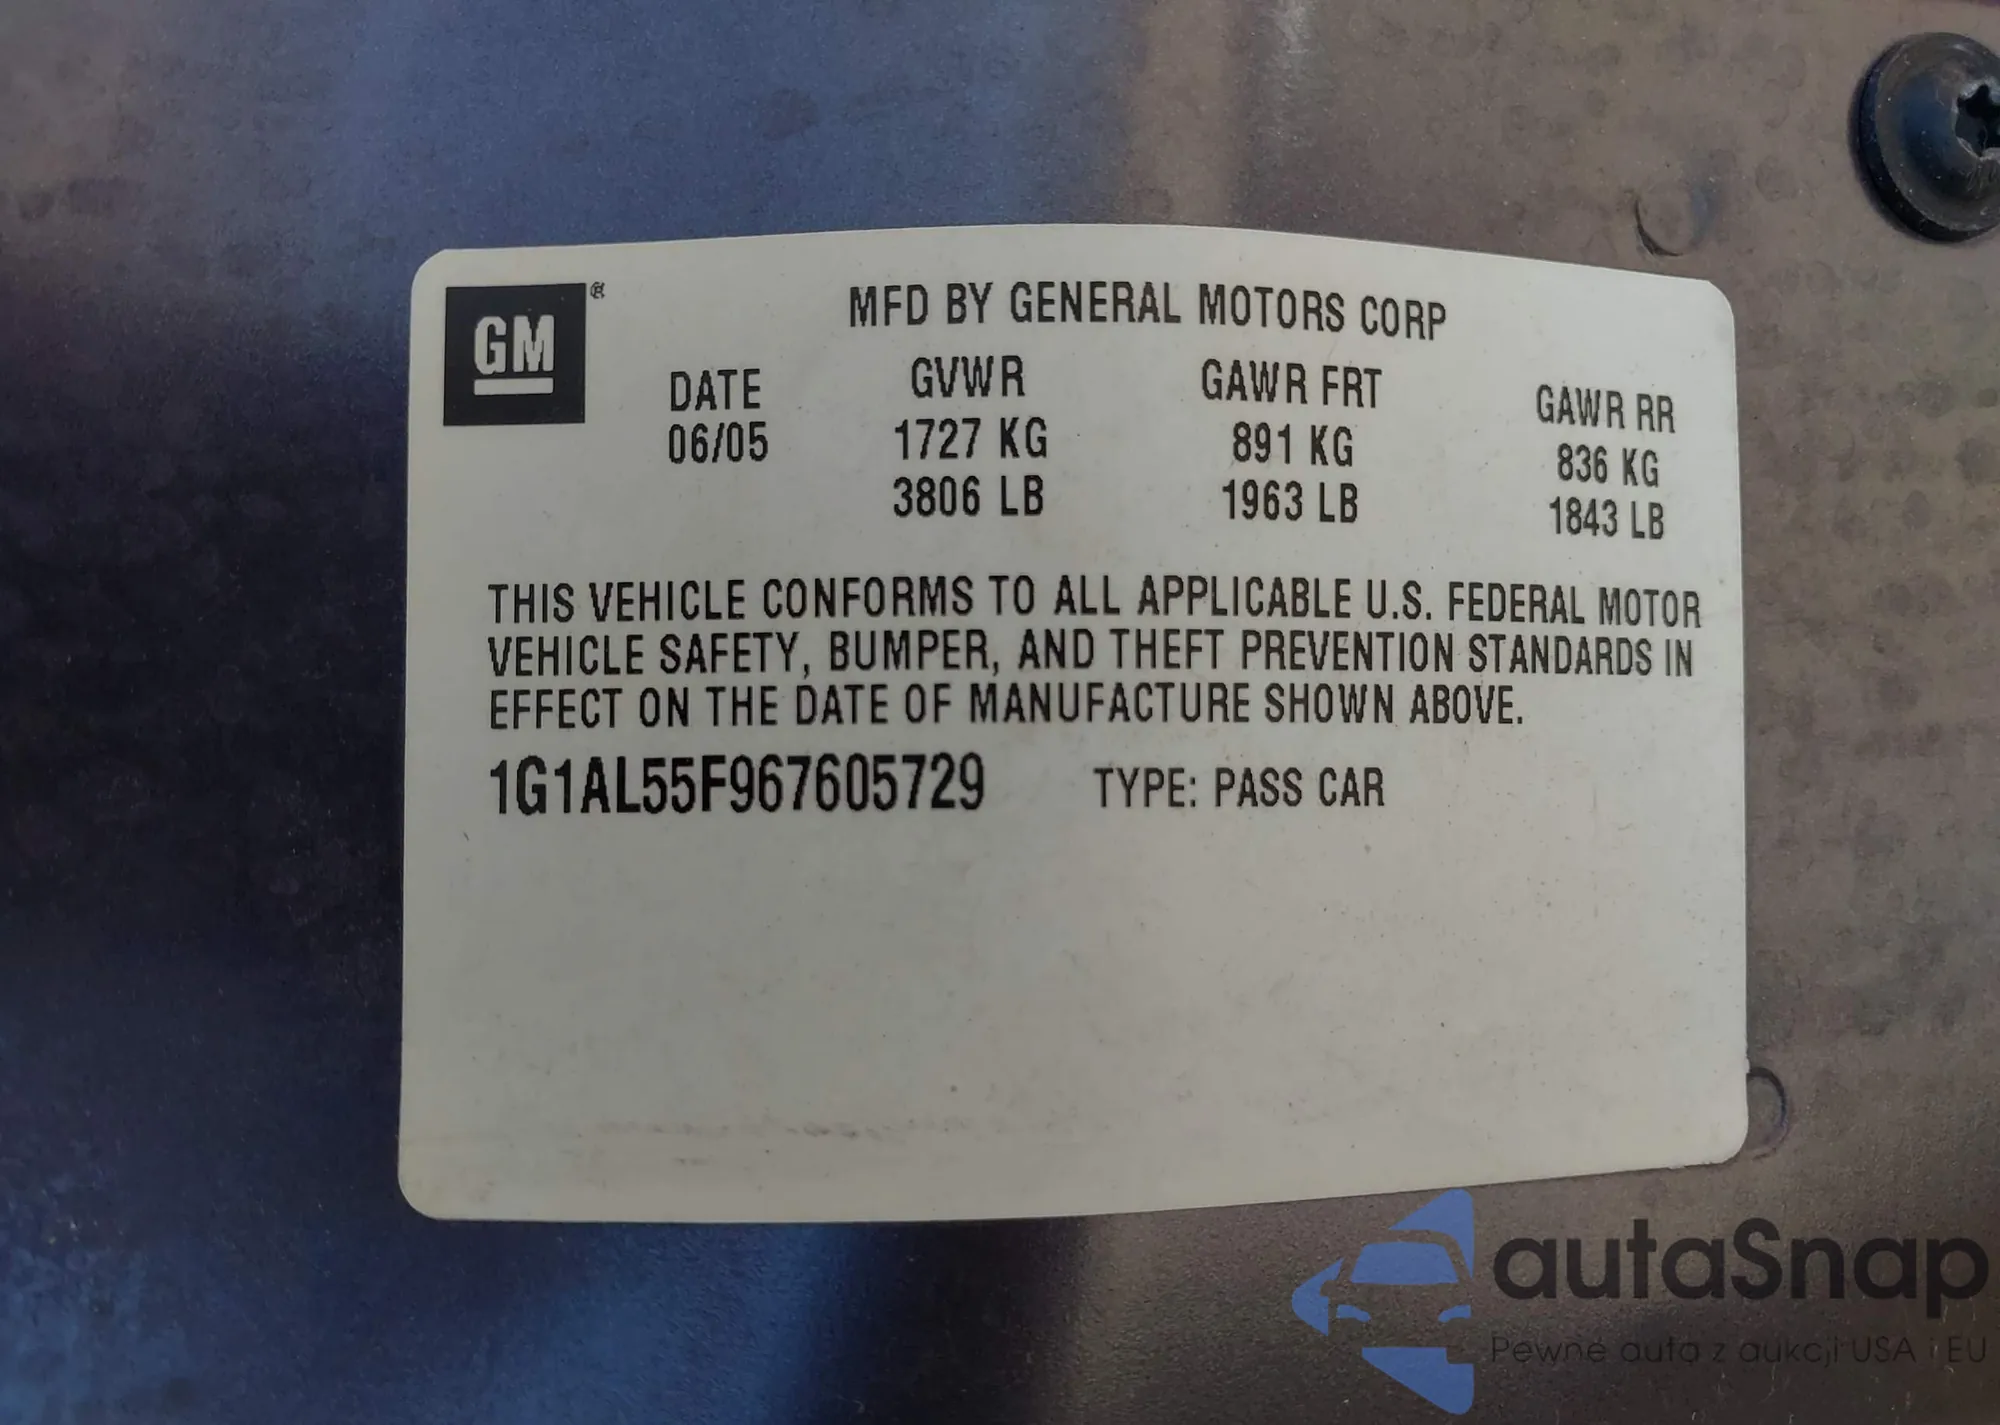 GM®
MFD BY GENERAL MOTORS CORP
DATE GVWR GAWR FRT GAWR RR
06/05 1727 KG 891 KG 836 KG
3806 LB 1963 LB 1843 LB
THIS VEHICLE CONFORMS TO ALL APPLICABLE U.S. FEDERAL MOTOR
VEHICLE SAFETY, BUMPER, AND THEFT PREVENTION STANDARDS IN
EFFECT ON THE DATE OF MANUFACTURE SHOWN ABOVE.
1G1AL55F967605729 TYPE: PASS CAR
autaSnap
Pewne auta z aukcji USA i EU